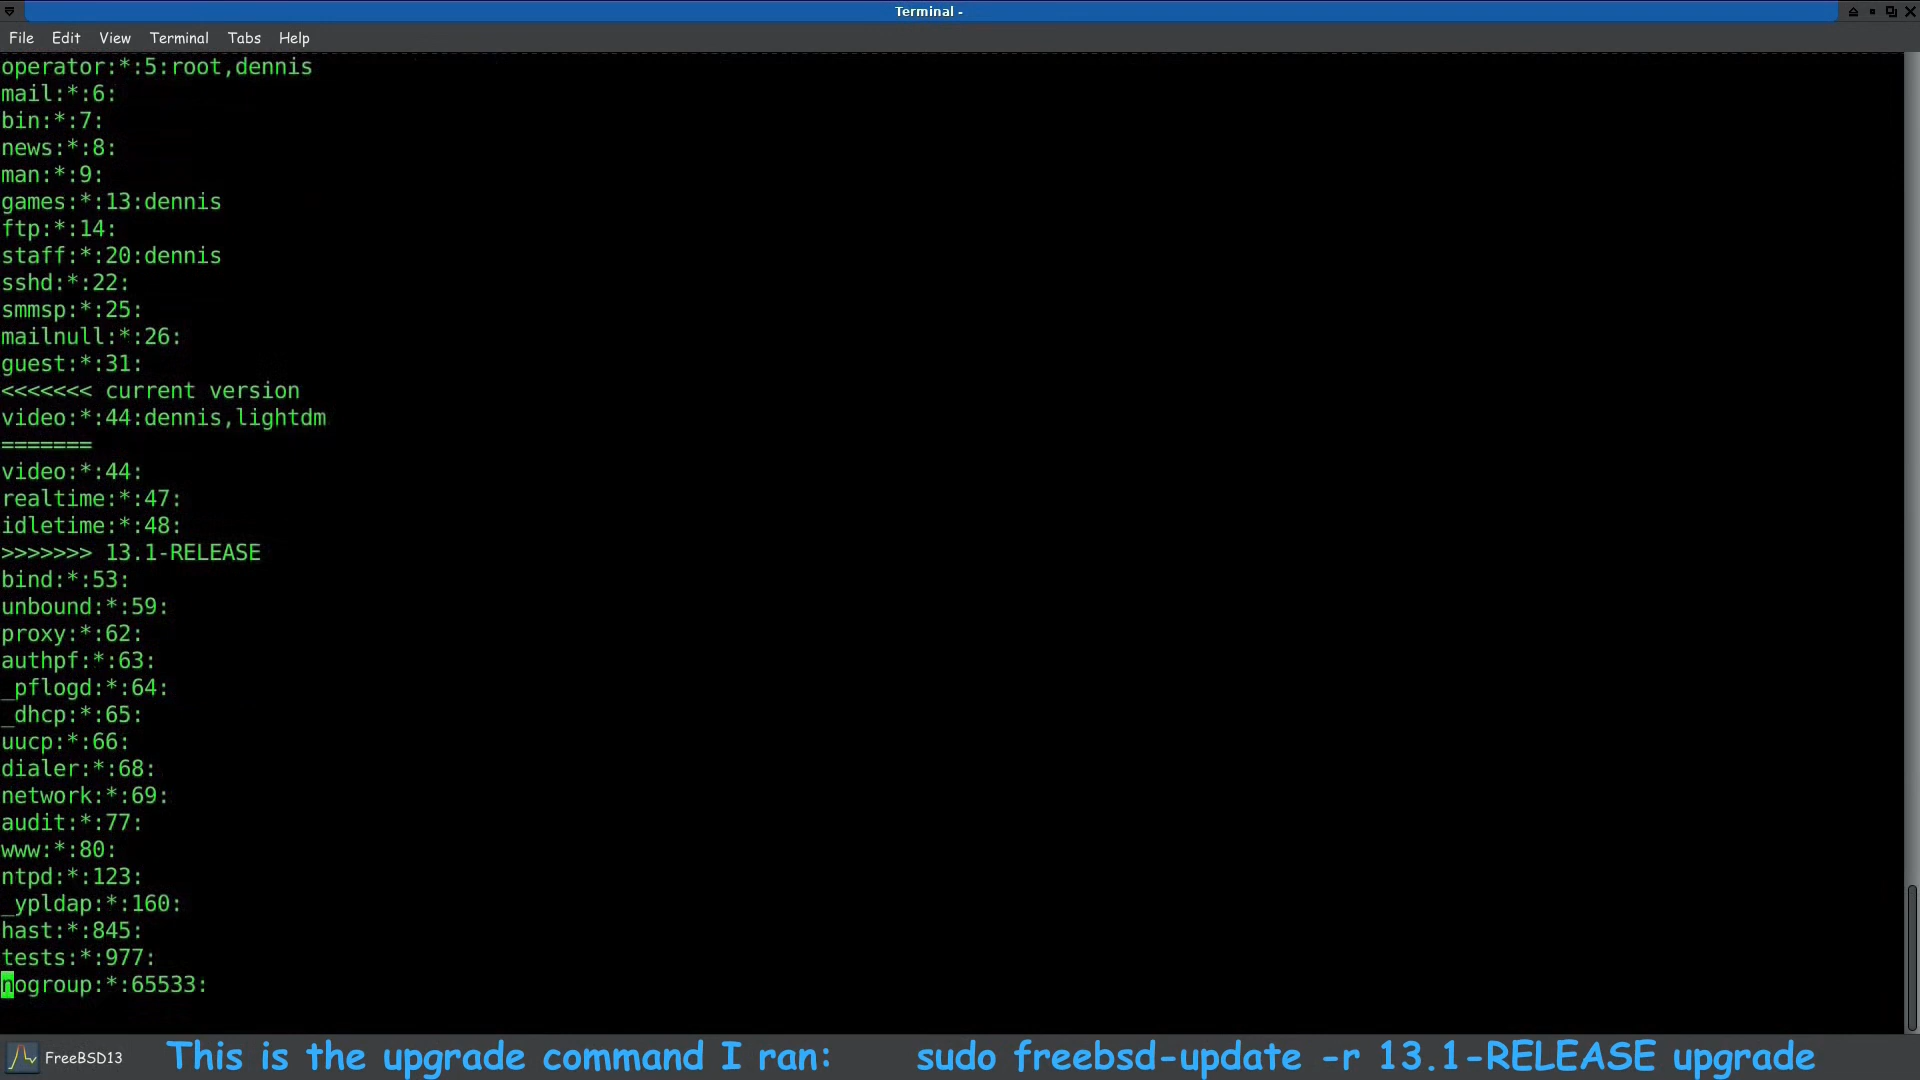 Terminal -
File Edit View Terminal Tabs Help
operator:*:5:root,dennis
mail:*:6:
bin:*:7:
news:*:8:
man:*:9:
games:*:13:dennis
ftp:*:14:
staff:*:20:dennis
sshd:*:22:
smmsp:*:25:
mailnull:*:26:
guest:*:31:
<<<<<<< current version
video:*:44:dennis,lightdm
=======
video:*:44:
realtime:*:47:
idletime:*:48:
>>>>>>> 13.1-RELEASE
bind:*:53:
unbound:*:59:
proxy:*:62:
authpf:*:63:
_pflogd:*:64:
_dhcp:*:65:
uucp:*:66:
dialer:*:68:
network:*:69:
audit:*:77:
www:*:80:
ntpd:*:123:
_ypldap:*:160:
hast:*:845:
tests:*:977:
nogroup:*:65533:
FreeBSD13 This is the upgrade command I ran: sudo freebsd-update -r 13.1-RELEASE upgrade